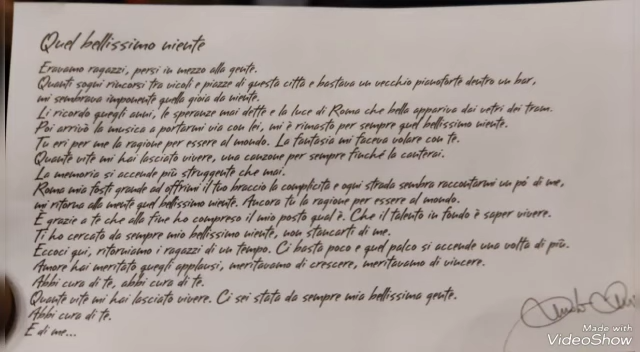 Quel bellissimo niente
Eravamo ragazzi, persi in mezzo alla gente.
Quanti sogni rincorsi tra vicoli e piazze di questa città e bastava un vecchio pianoforte dentro un bar,
mi sembrava imponente quella gioia da niente.
Li ricordo quegli anni, le speranze mai dette e la luce di Roma che bella appariva dai vetri dei tram.
Poi arrivò la musica a portarmi via con lei, mi è rimasto per sempre quel bellissimo niente.
Tu eri per me la ragione per essere al mondo. La fantasia mi faceva volare con te.
Quante vite mi hai lasciato vivere, una canzone per sempre finché la canterai.
La memoria si accende più struggente che mai.
Roma mia fosti grande ad offrirmi il tuo braccio la complicità e ogni strada sembra raccontarmi un pò di me,
mi ritorna alla mente quel bellissimo niente. Ancora tu la ragione per essere al mondo.
È grazie a te che alla fine ho compreso il mio posto qual è. Che il talento in fondo è saper vivere.
Ti ho cercato da sempre mio bellissimo niente, non stancarti di me.
Eccoci qui, ritorniamo i ragazzi di un tempo. Ci basta poco e quel palco si accende una volta di più.
Amore hai meritato quegli applausi, meritavamo di crescere, meritavamo di vincere.
Abbi cura di te, abbi cura di te.
Quante vite mi hai lasciato vivere. Ci sei stata da sempre mia bellissima gente.
Abbi cura di te.
E di me...
Made with
VideoShow